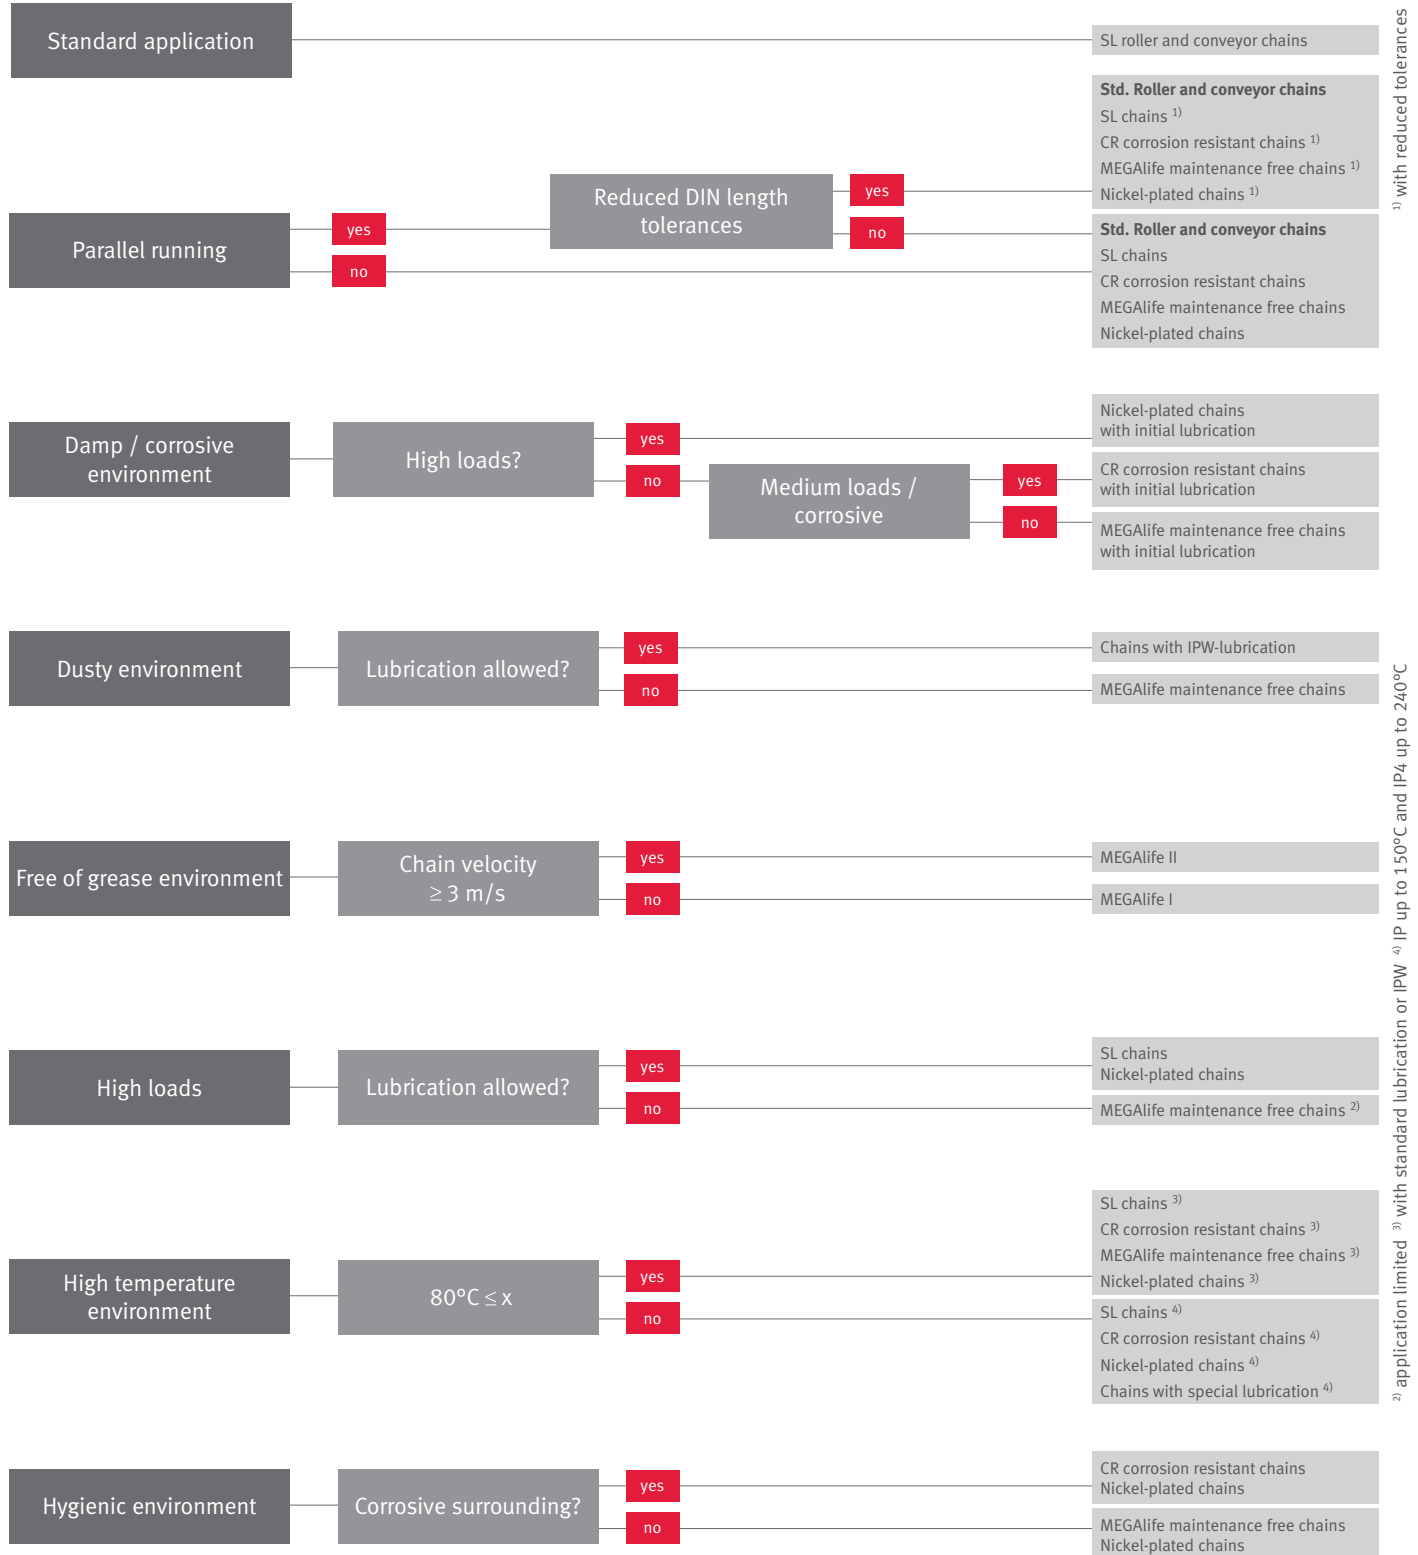 Standard application
SL roller and conveyor chains
Parallel running
yes
no
Reduced DIN length
tolerances
yes
no
Std. Roller and conveyor chains
SL chains 1)
CR corrosion resistant chains 1)
MEGAlife maintenance free chains 1)
Nickel-plated chains 1)
Std. Roller and conveyor chains
SL chains
CR corrosion resistant chains
MEGAlife maintenance free chains
Nickel-plated chains
1) with reduced tolerances
Damp / corrosive
environment
High loads?
yes
no
Medium loads /
corrosive
yes
no
Nickel-plated chains
with initial lubrication
CR corrosion resistant chains
with initial lubrication
MEGAlife maintenance free chains
with initial lubrication
Dusty environment
Lubrication allowed?
yes
no
Chains with IPW-lubrication
MEGAlife maintenance free chains
Free of grease environment
Chain velocity
≥ 3 m/s
yes
no
MEGAlife II
MEGAlife I
High loads
Lubrication allowed?
yes
no
SL chains
Nickel-plated chains
MEGAlife maintenance free chains 2)
High temperature
environment
80°C ≤ x
yes
no
SL chains 3)
CR corrosion resistant chains 3)
MEGAlife maintenance free chains 3)
Nickel-plated chains 3)
SL chains 4)
CR corrosion resistant chains 4)
Nickel-plated chains 4)
Chains with special lubrication 4)
Hygienic environment
Corrosive surrounding?
yes
no
CR corrosion resistant chains
Nickel-plated chains
MEGAlife maintenance free chains
Nickel-plated chains
2) application limited 3) with standard lubrication or IPW 4) IP up to 150°C and IP4 up to 240°C